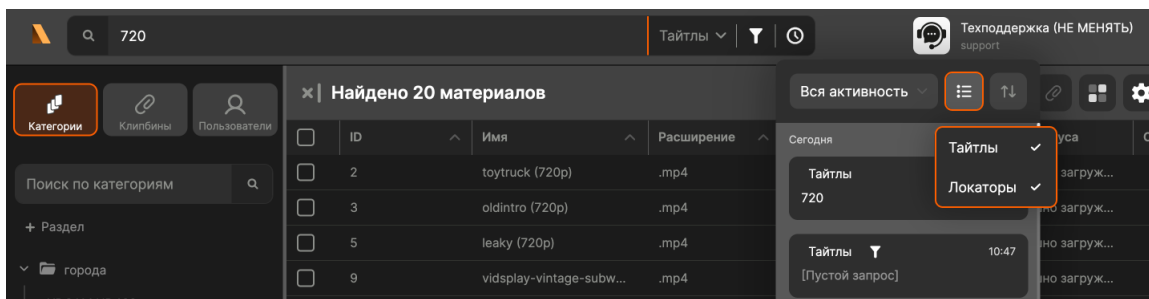 720
Тайтлы
Техподдержка (НЕ МЕНЯТЬ)
support
Категории
Клипбины
Пользователи
Найдено 20 материалов
Вся активность
ID
Имя
Расширение
Сегодня
Тайтлы
Локаторы
Поиск по категориям
2
toytruck (720p)
.mp4
Тайтлы
720
загруж...
3
oldintro (720p)
.mp4
но загруж...
+ Раздел
5
leaky (720p)
.mp4
Тайтлы
10:47
но загруж...
города
9
vidsplay-vintage-subw...
.mp4
[Пустой запрос]
но загруж...